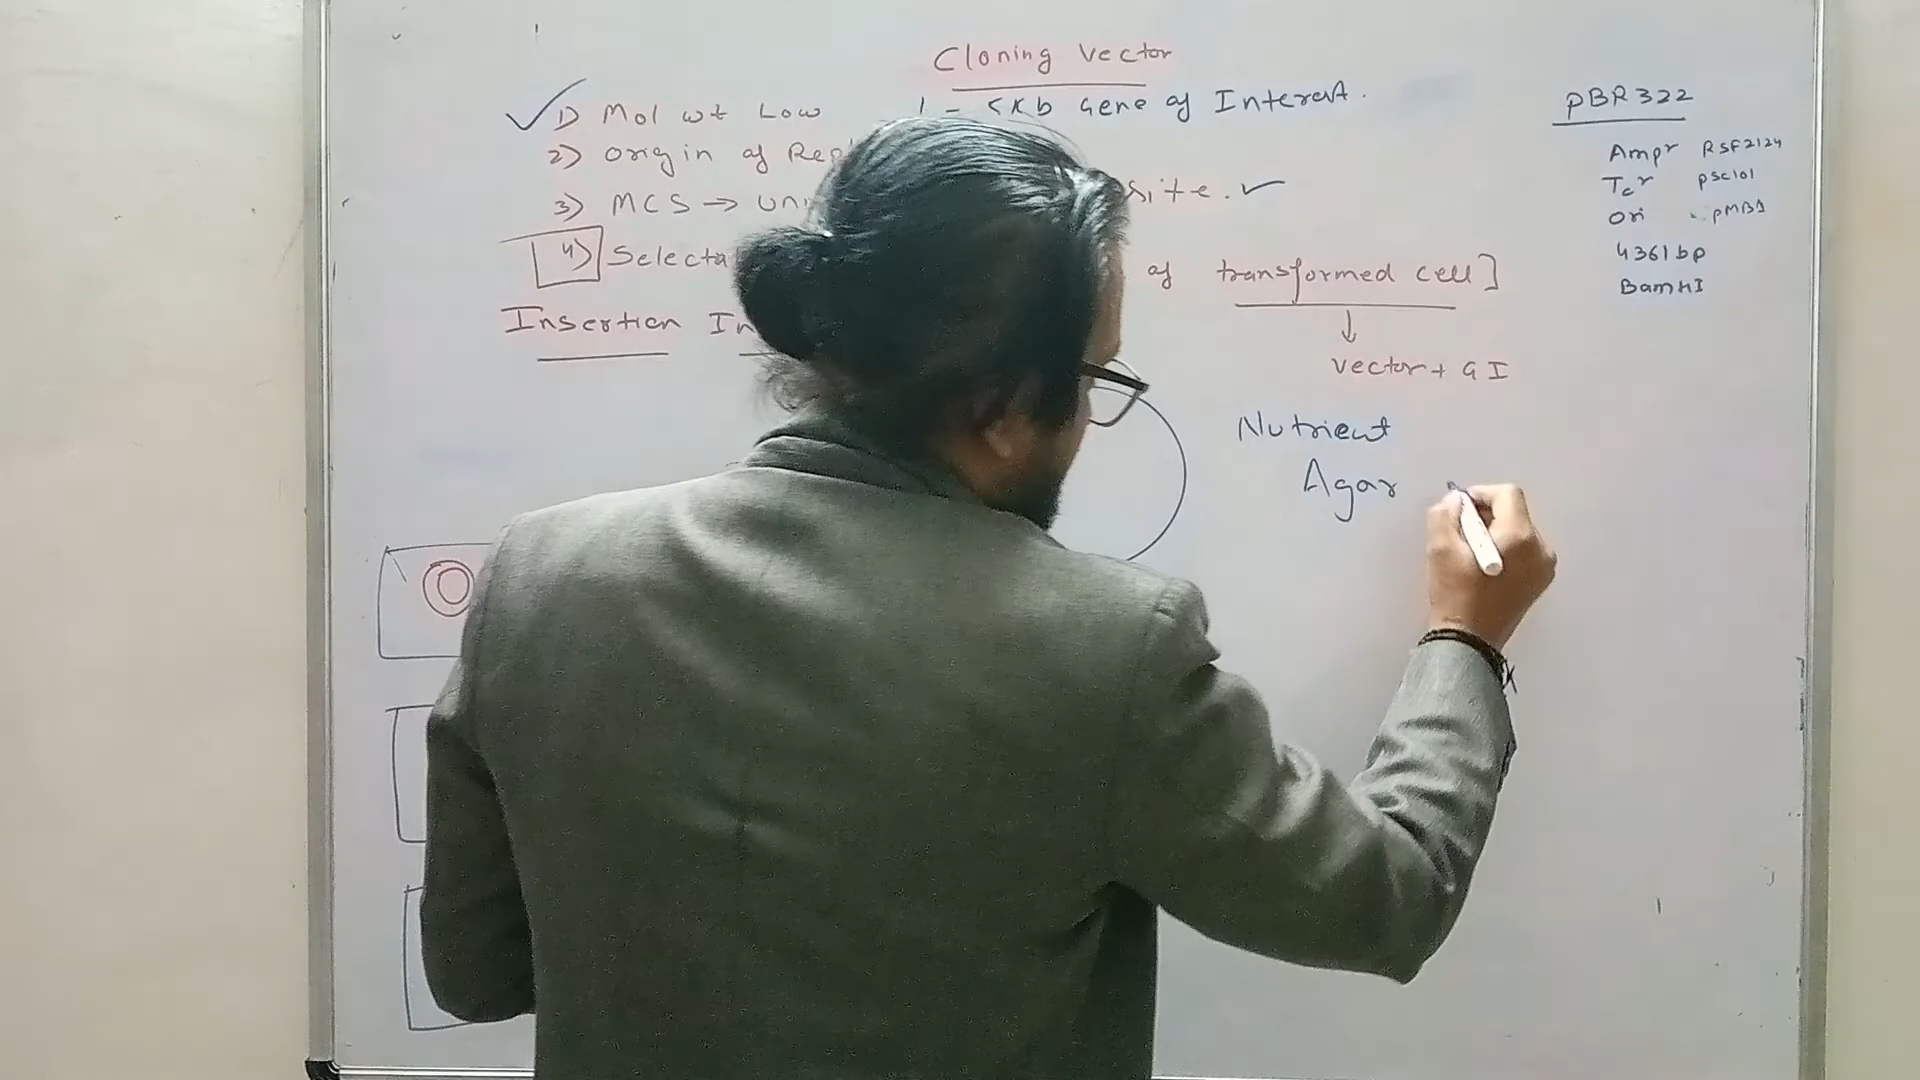 Cloning Vector
1) Mol wt Low 1 - 5Kb Gene of Interest.
2) Origin of Rep
3) MCS → Uni site. ✓
4) Selecta of transformed cell]
Insertion In
↓
vector + GI
Nutrient
Agar
pBR322
Ampr RSF2124
Tcr pSC101
Ori pMB1
4361bp
BamHI